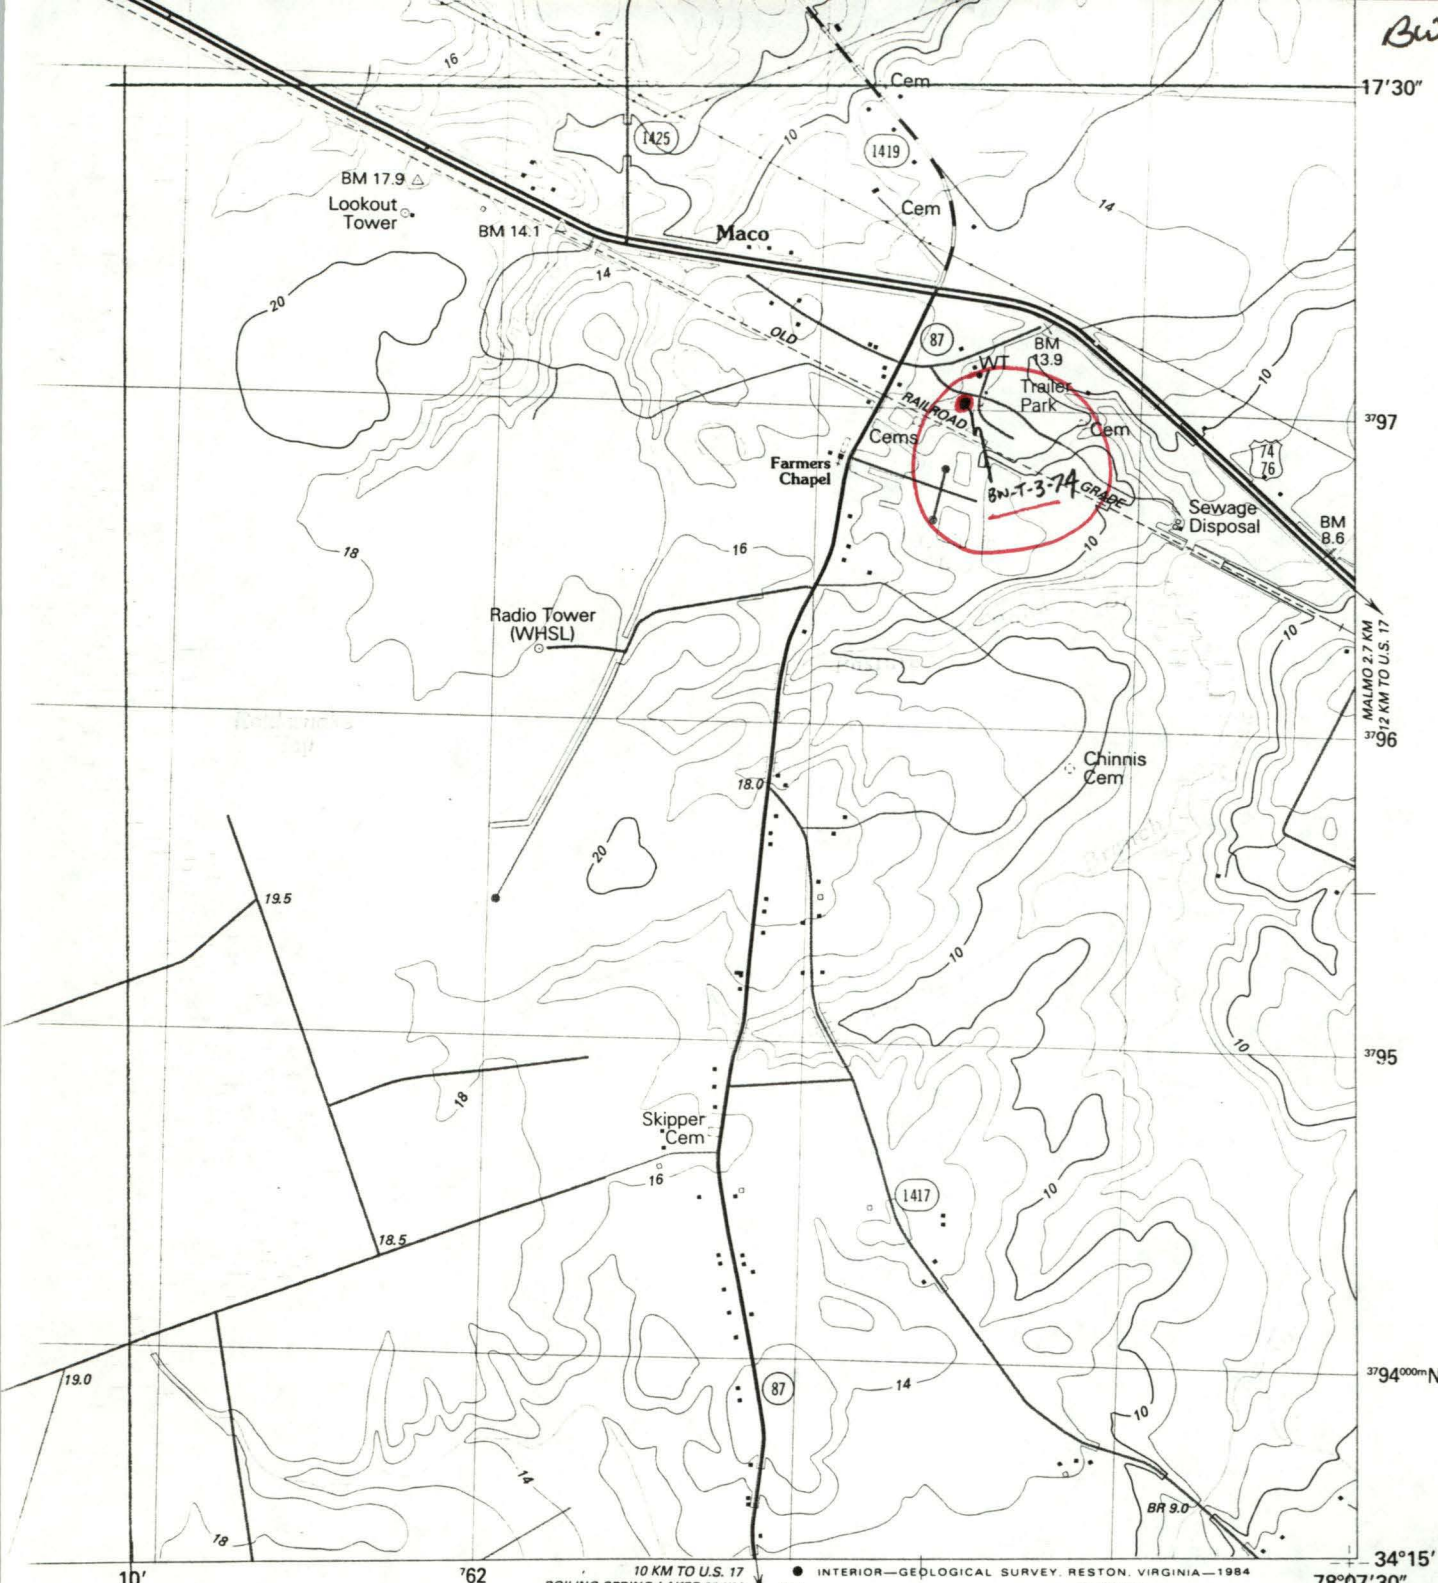 17'30"
Cem
16
1425
10
1419
BM 17.9
Lookout
Tower
Cem
14
BM 14.1
Maco
14
20
OLD
87
BM
13.9
WT
10
Trailer
Park
RAILROAD
3797
Cems
Cem
74
76
Farmers
Chapel
BW-T-3-74
GRADE
Sewage
Disposal
BM
8.6
18
16
10
Radio Tower
(WHSL)
10
MALMO 2.7 KM
12 KM TO U.S. 17
3796
Chinnis
Cem
18.0
20
19.5
10
10
3795
18
Skipper
Cem
16
10
1417
18.5
19.0
87
14
3794000m N
10
14
BR 9.0
18
34°15'
10'
762
10 KM TO U.S. 17
INTERIOR—GEOLOGICAL SURVEY, RESTON, VIRGINIA—1984
78°07'30"